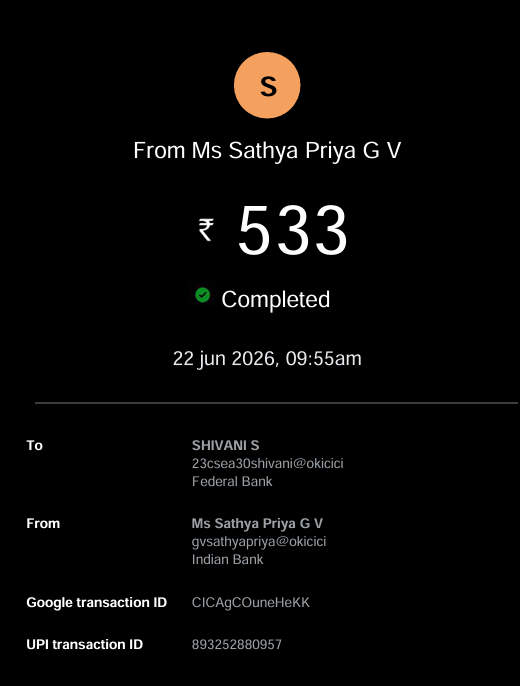 S
From Ms Sathya Priya G V
₹ 533
Completed
22 jun 2026, 09:55am
To SHIVANI S
23csea30shivani@okicici
Federal Bank
From Ms Sathya Priya G V
gvsathyapriya@okicici
Indian Bank
Google transaction ID CICAgCOuneHeKK
UPI transaction ID 893252880957